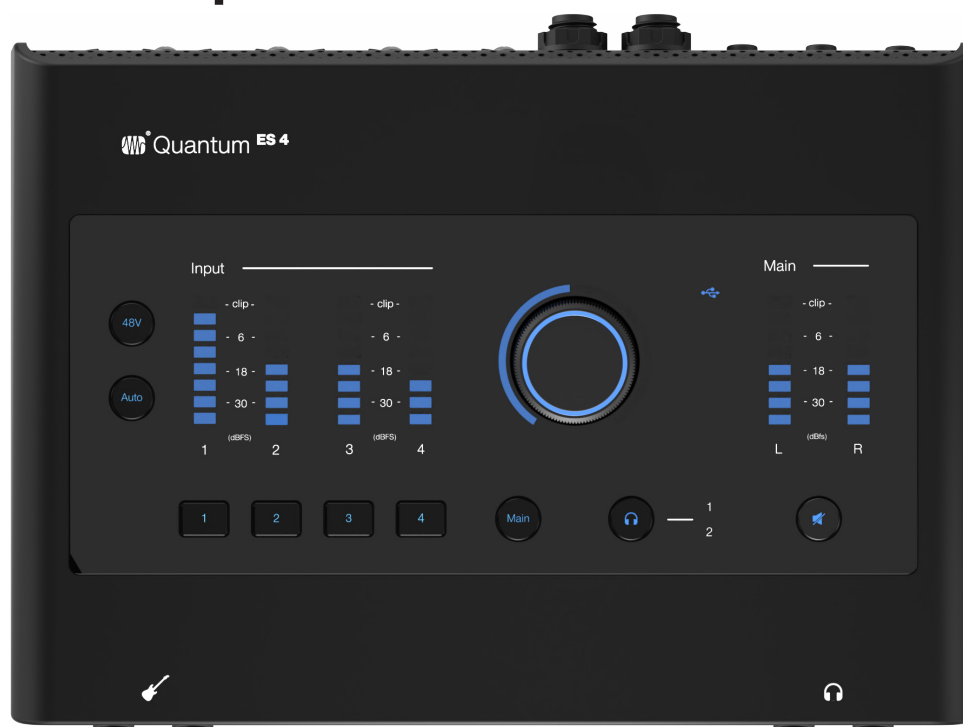 Quantum ES 4
Input
Main
48V
Auto
- clip -
- 6 -
- 18 -
- 30 -
(dBFS)
1
2
- clip -
- 6 -
- 18 -
- 30 -
(dBFS)
3
4
- clip -
- 6 -
- 18 -
- 30 -
(dBfs)
L
R
1
2
3
4
Main
1
2